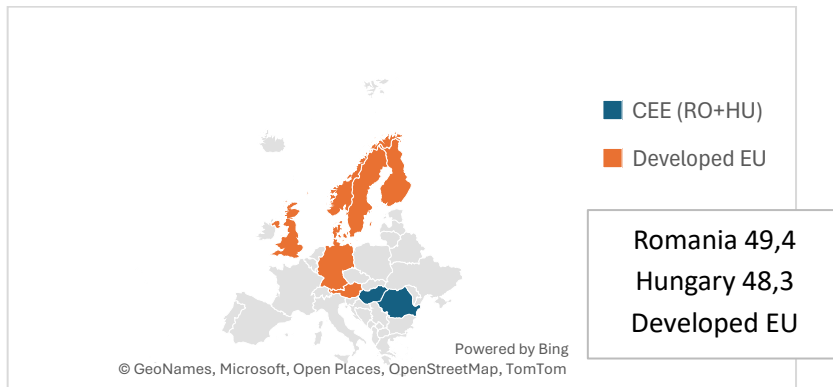 CEE (RO+HU)
Developed EU
Romania 49,4
Hungary 48,3
Developed EU
Powered by Bing
© GeoNames, Microsoft, Open Places, OpenStreetMap, TomTom